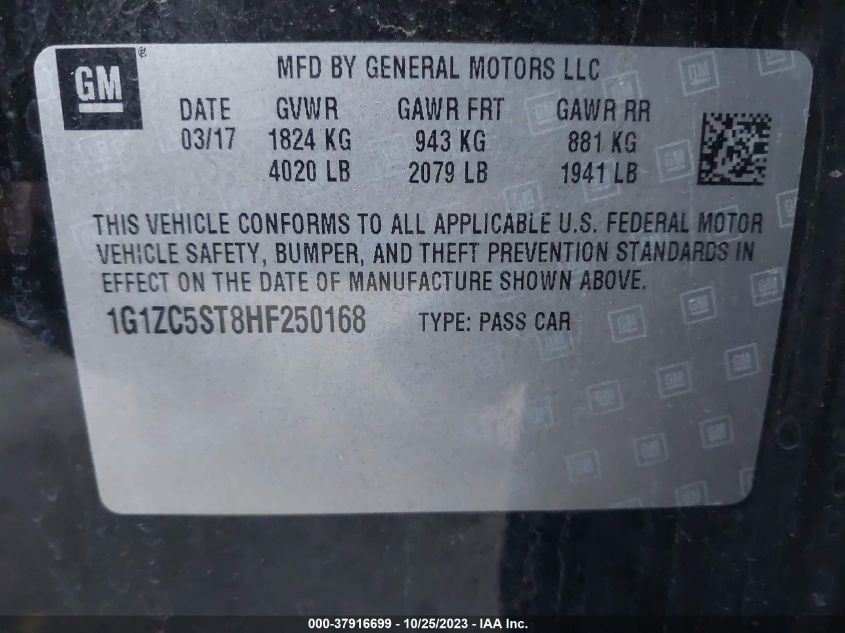 GM
®
MFD BY GENERAL MOTORS LLC
DATE GVWR GAWR FRT GAWR RR
03/17 1824 KG 943 KG 881 KG
4020 LB 2079 LB 1941 LB
THIS VEHICLE CONFORMS TO ALL APPLICABLE U.S. FEDERAL MOTOR
VEHICLE SAFETY, BUMPER, AND THEFT PREVENTION STANDARDS IN
EFFECT ON THE DATE OF MANUFACTURE SHOWN ABOVE.
1G1ZC5ST8HF250168 TYPE: PASS CAR
000-37916699 - 10/25/2023 - IAA Inc.